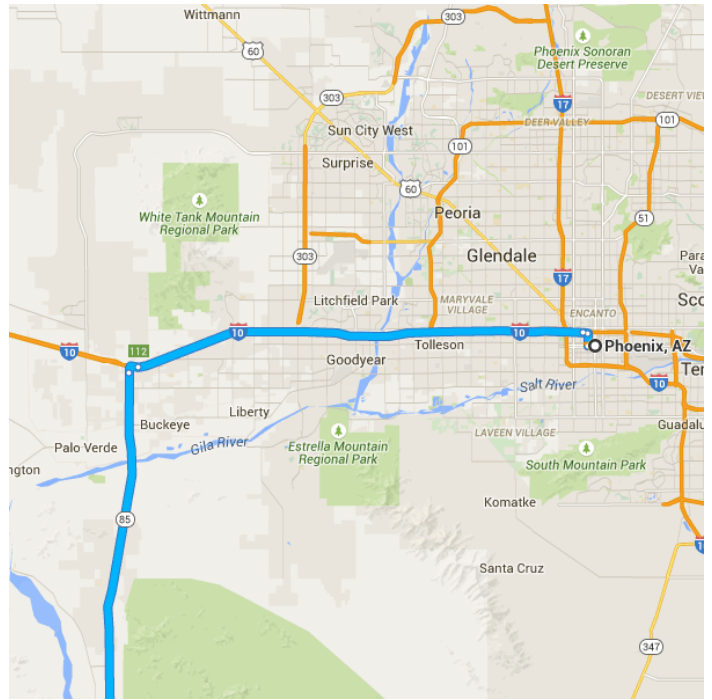 Wittmann
303
60
303
Phoenix Sonoran
Desert Preserve
17
DESERT VIEW
DEER VALLEY
101
Sun City West
101
Surprise
60
White Tank Mountain
Regional Park
Peoria
51
303
Glendale
17
Litchfield Park
MARYVALE
VILLAGE
ENCANTO
10
10
10
112
Goodyear
Tolleson
Phoenix, AZ
Salt River
10
Buckeye
Liberty
Gila River
Palo Verde
Estrella Mountain
Regional Park
LAVEEN VILLAGE
South Mountain Park
85
Komatke
Santa Cruz
347